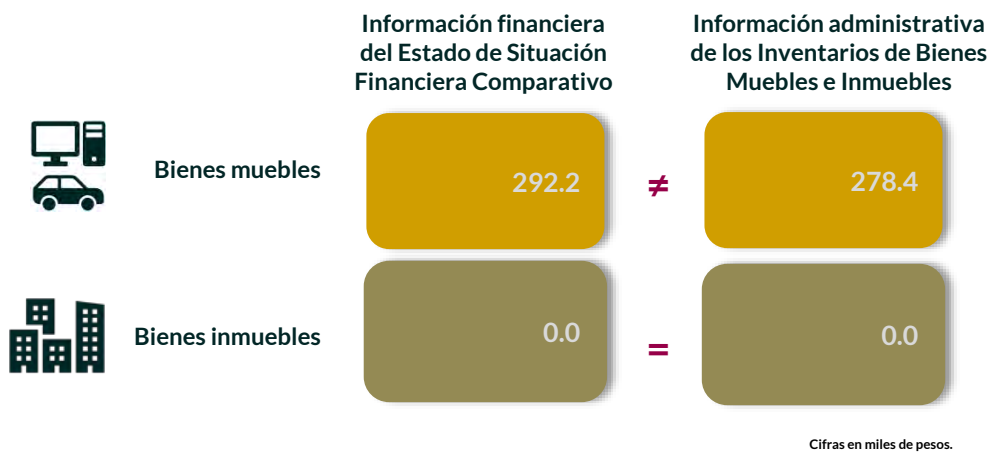 Información financiera
del Estado de Situación
Financiera Comparativo
Información administrativa
de los Inventarios de Bienes
Muebles e Inmuebles
Bienes muebles
292.2
≠
278.4
Bienes inmuebles
0.0
=
0.0
Cifras en miles de pesos.